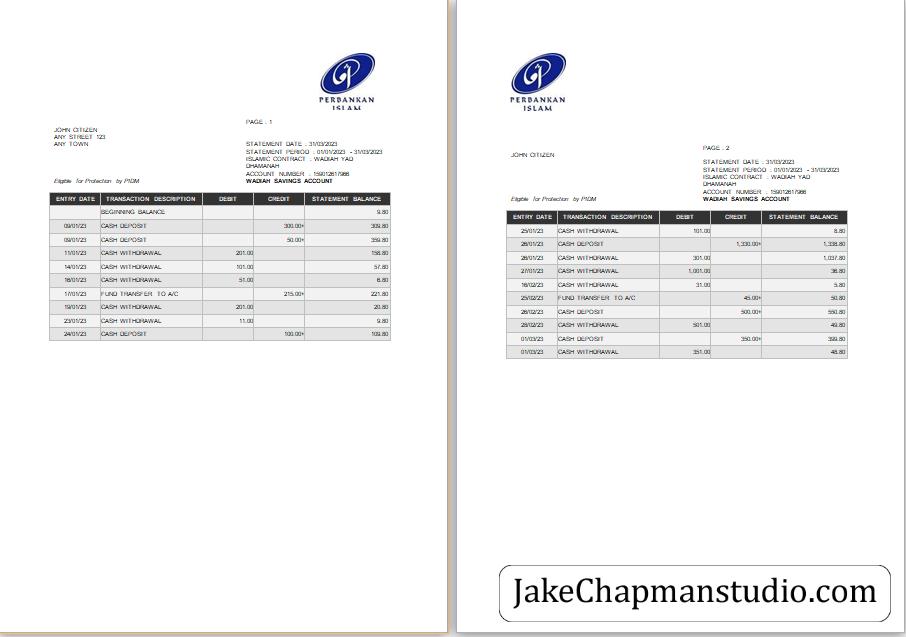 PERBANKAN
ISLAM
PAGE : 1
JOHN CITIZEN
ANY STREET 123
ANY TOWN
STATEMENT DATE : 31/03/2023
STATEMENT PERIOD : 01/01/2023 - 31/03/2023
ISLAMIC CONTRACT : WADIAH YAD
DHAMANAH
ACCOUNT NUMBER : 159012617966
Eligible for Protection by PIDM WADIAH SAVINGS ACCOUNT
ENTRY DATE TRANSACTION DESCRIPTION DEBIT CREDIT STATEMENT BALANCE
BEGINNING BALANCE 9.80
09/01/23 CASH DEPOSIT 300.00+ 309.80
09/01/23 CASH DEPOSIT 50.00+ 359.80
11/01/23 CASH WITHDRAWAL 201.00 158.80
14/01/23 CASH WITHDRAWAL 101.00 57.80
16/01/23 CASH WITHDRAWAL 51.00 6.80
17/01/23 FUND TRANSFER TO A/C 215.00+ 221.80
19/01/23 CASH WITHDRAWAL 201.00 20.80
23/01/23 CASH WITHDRAWAL 11.00 9.80
24/01/23 CASH DEPOSIT 100.00+ 109.80
PERBANKAN
ISLAM
PAGE : 2
JOHN CITIZEN
STATEMENT DATE : 31/03/2023
STATEMENT PERIOD : 01/01/2023 - 31/03/2023
ISLAMIC CONTRACT : WADIAH YAD
DHAMANAH
ACCOUNT NUMBER : 159012617966
Eligible for Protection by PIDM WADIAH SAVINGS ACCOUNT
ENTRY DATE TRANSACTION DESCRIPTION DEBIT CREDIT STATEMENT BALANCE
25/01/23 CASH WITHDRAWAL 101.00 8.80
26/01/23 CASH DEPOSIT 1,330.00+ 1,338.80
26/01/23 CASH WITHDRAWAL 301.00 1,037.80
27/01/23 CASH WITHDRAWAL 1,001.00 36.80
16/02/23 CASH WITHDRAWAL 31.00 5.80
25/02/23 FUND TRANSFER TO A/C 45.00+ 50.80
26/02/23 CASH DEPOSIT 500.00+ 550.80
28/02/23 CASH WITHDRAWAL 501.00 49.80
01/03/23 CASH DEPOSIT 350.00+ 399.80
01/03/23 CASH WITHDRAWAL 351.00 48.80
JakeChapmanstudio.com